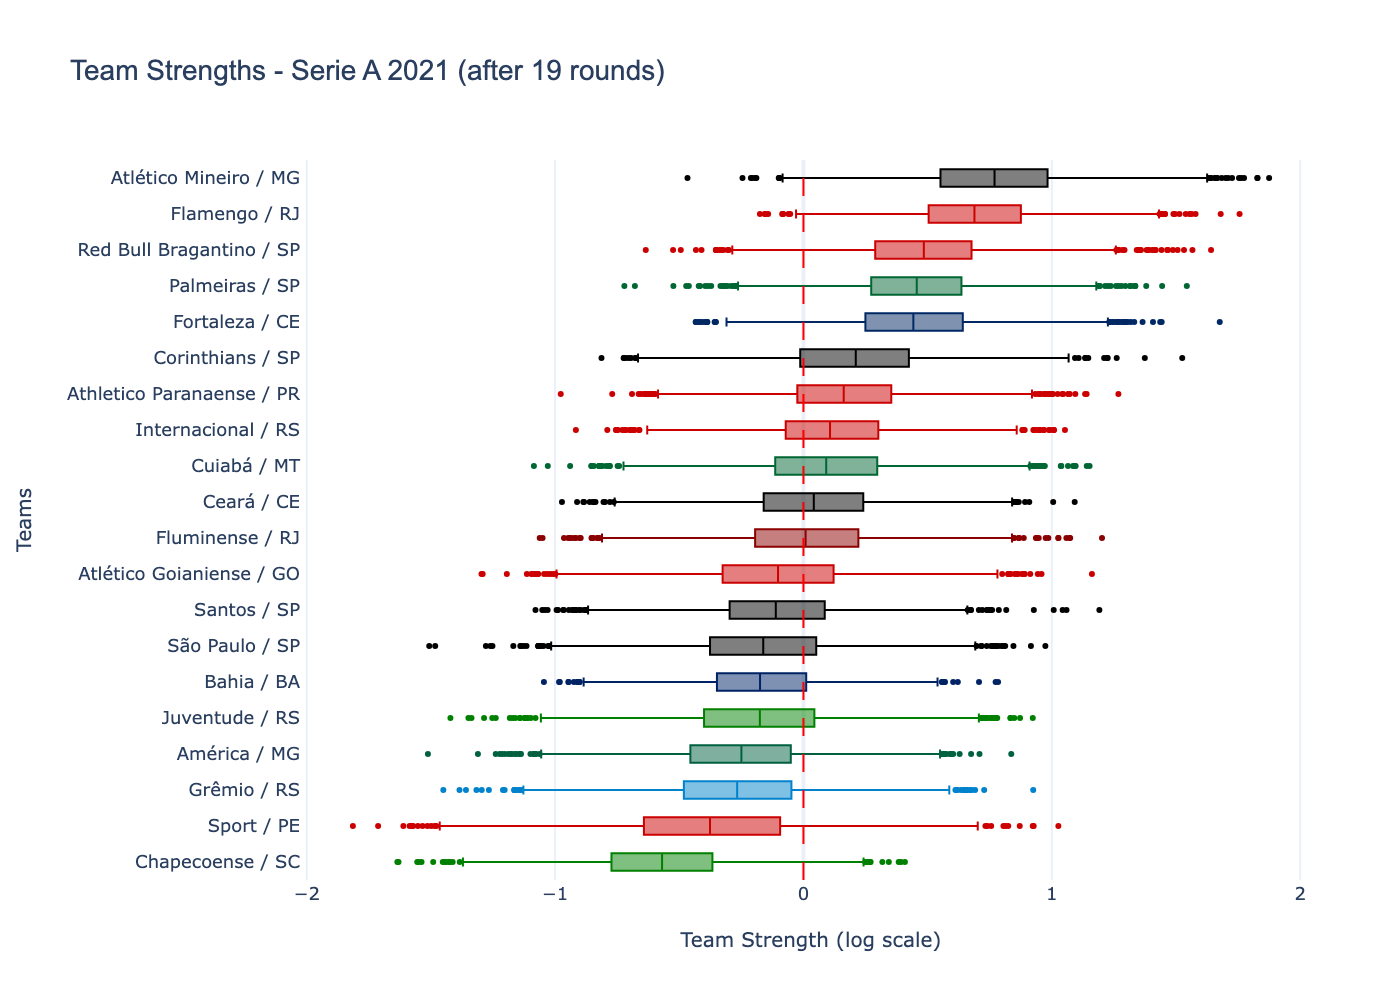 Team Strengths - Serie A 2021 (after 19 rounds)
Atlético Mineiro / MG
Flamengo / RJ
Red Bull Bragantino / SP
Palmeiras / SP
Fortaleza / CE
Corinthians / SP
Athletico Paranaense / PR
Internacional / RS
Cuiabá / MT
Ceará / CE
Fluminense / RJ
Atlético Goianiense / GO
Santos / SP
São Paulo / SP
Bahia / BA
Juventude / RS
América / MG
Grêmio / RS
Sport / PE
Chapecoense / SC
Teams
−2 −1 0 1 2
Team Strength (log scale)